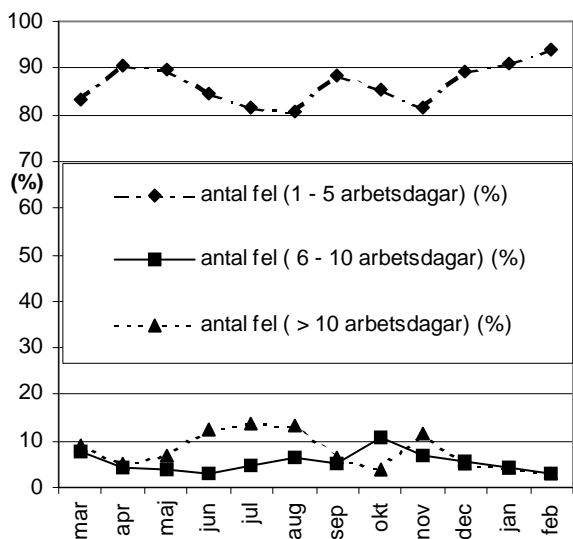 100
90
80
70
(%)
60
50
40
30
20
10
0
antal fel (1 - 5 arbetsdagar) (%)
antal fel ( 6 - 10 arbetsdagar) (%)
antal fel ( > 10 arbetsdagar) (%)
mar
apr
maj
jun
jul
aug
sep
okt
nov
dec
jan
feb